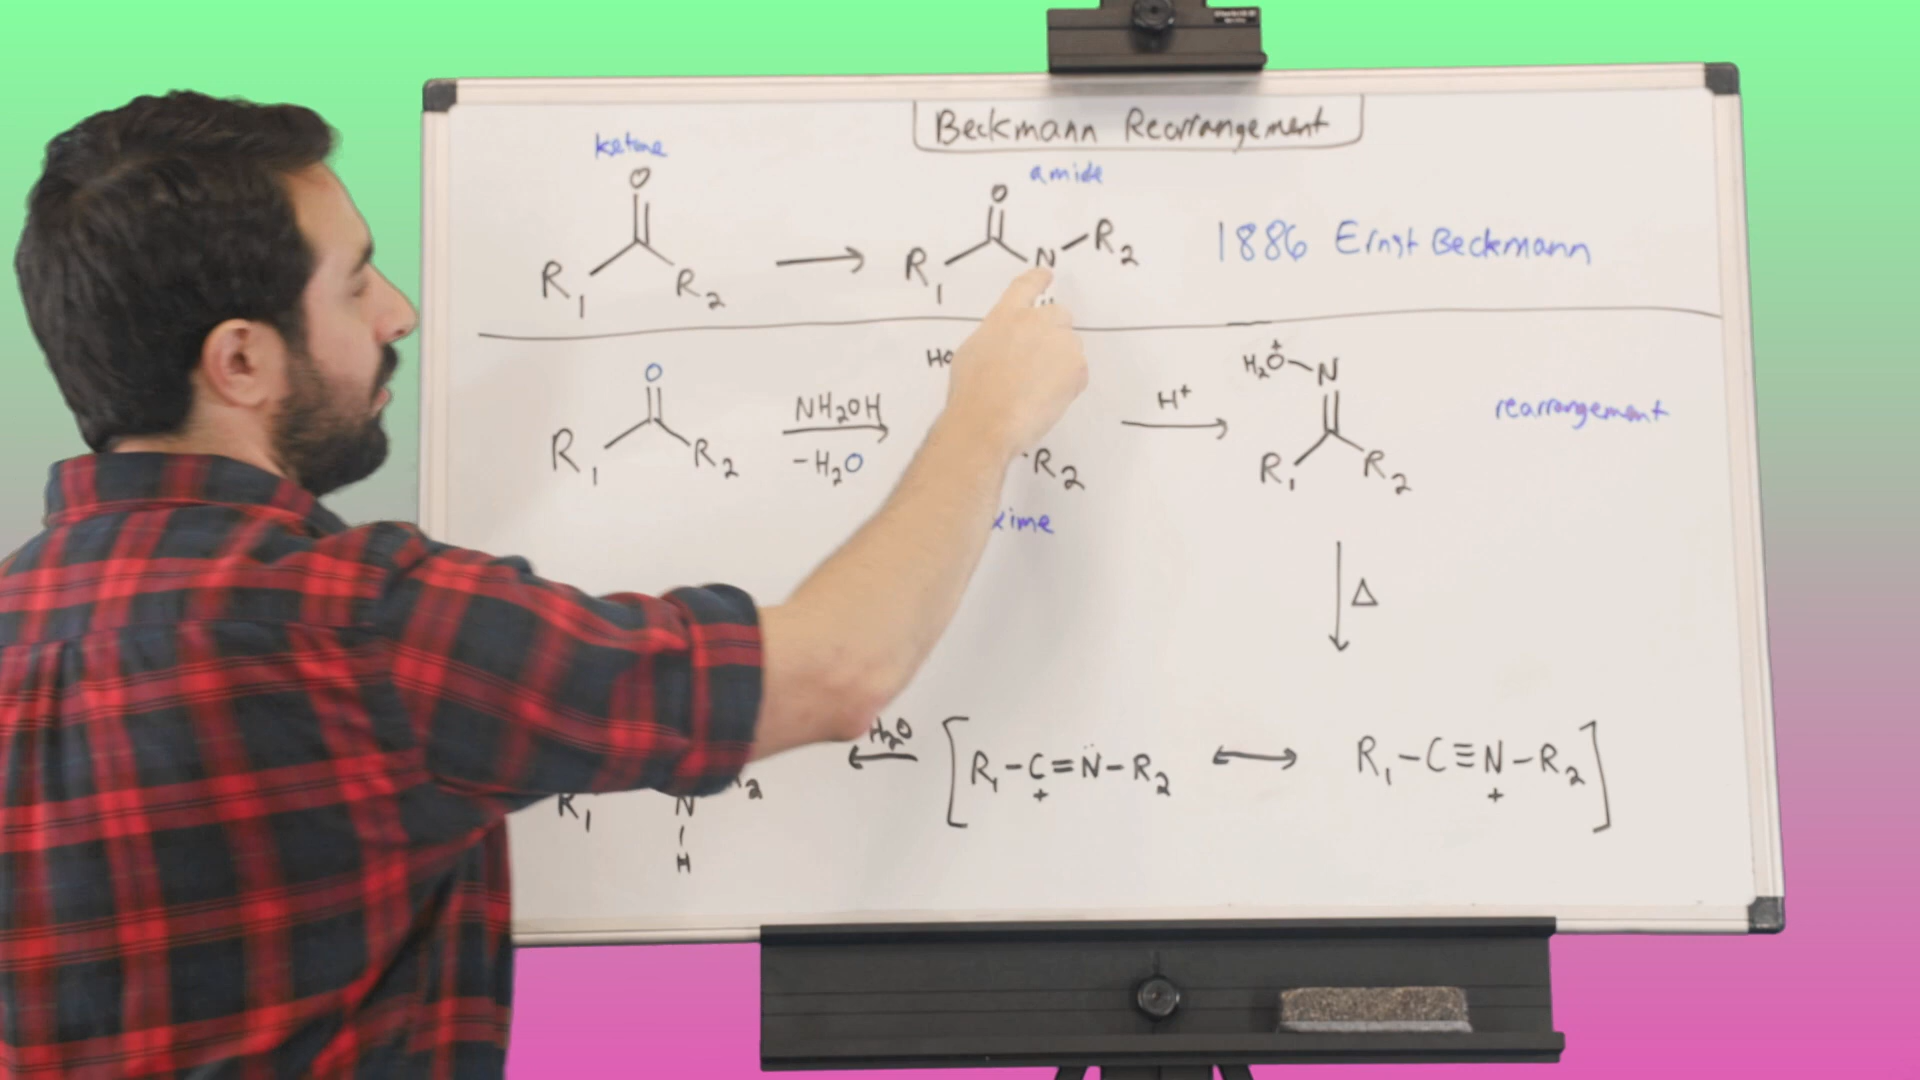 Beckmann Rearrangement
ketone
O
R1 R2
amide
O
R1 N R2
1886 Ernst Beckmann
O
R1 R2
NH2OH
-H2O
R2
H+
H2O+ N
R1 R2
rearrangement
Δ
H2O
[R1-C=N̈-R2
+
R1-C≡N-R2]
+
R1 N
H